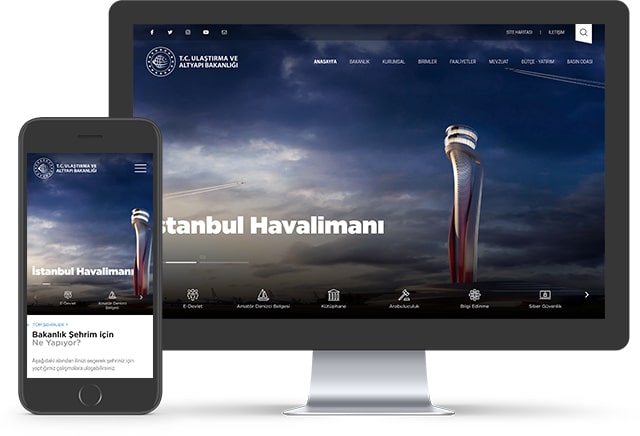 SİTE HARİTASI | İLETİŞİM
T.C. ULAŞTIRMA VE
ALTYAPI BAKANLIĞI
ANASAYFA BAKANLIK KURUMSAL BİRİMLER FAALİYETLER MEVZUAT BÜTÇE - YATIRIM BASIN ODASI
İstanbul Havalimanı
E-Devlet Amatör Denizci Belgesi Kütüphane Arabuluculuk Bilgi Edinme Siber Güvenlik
T.C. ULAŞTIRMA VE
ALTYAPI BAKANLIĞI
İstanbul Havalimanı
E-Devlet Amatör Denizci
Belgesi
TÜM ŞEHİRLER
Bakanlık Şehrim için
Ne Yapıyor?
Aşağıdaki alandan ilinizi seçerek şehriniz için
yaptığımız çalışmalara ulaşabilirsiniz.